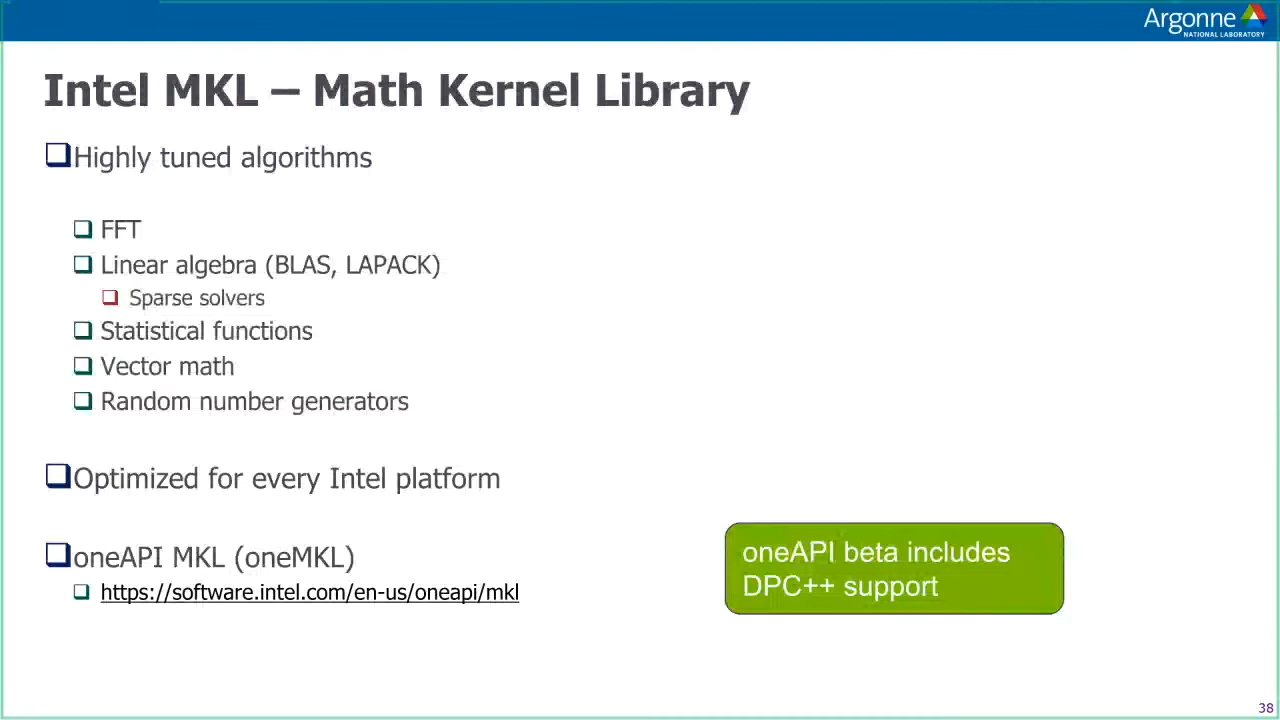 Argonne
NATIONAL LABORATORY
Intel MKL – Math Kernel Library
Highly tuned algorithms
FFT
Linear algebra (BLAS, LAPACK)
Sparse solvers
Statistical functions
Vector math
Random number generators
Optimized for every Intel platform
oneAPI MKL (oneMKL)
https://software.intel.com/en-us/oneapi/mkl
oneAPI beta includes
DPC++ support
38